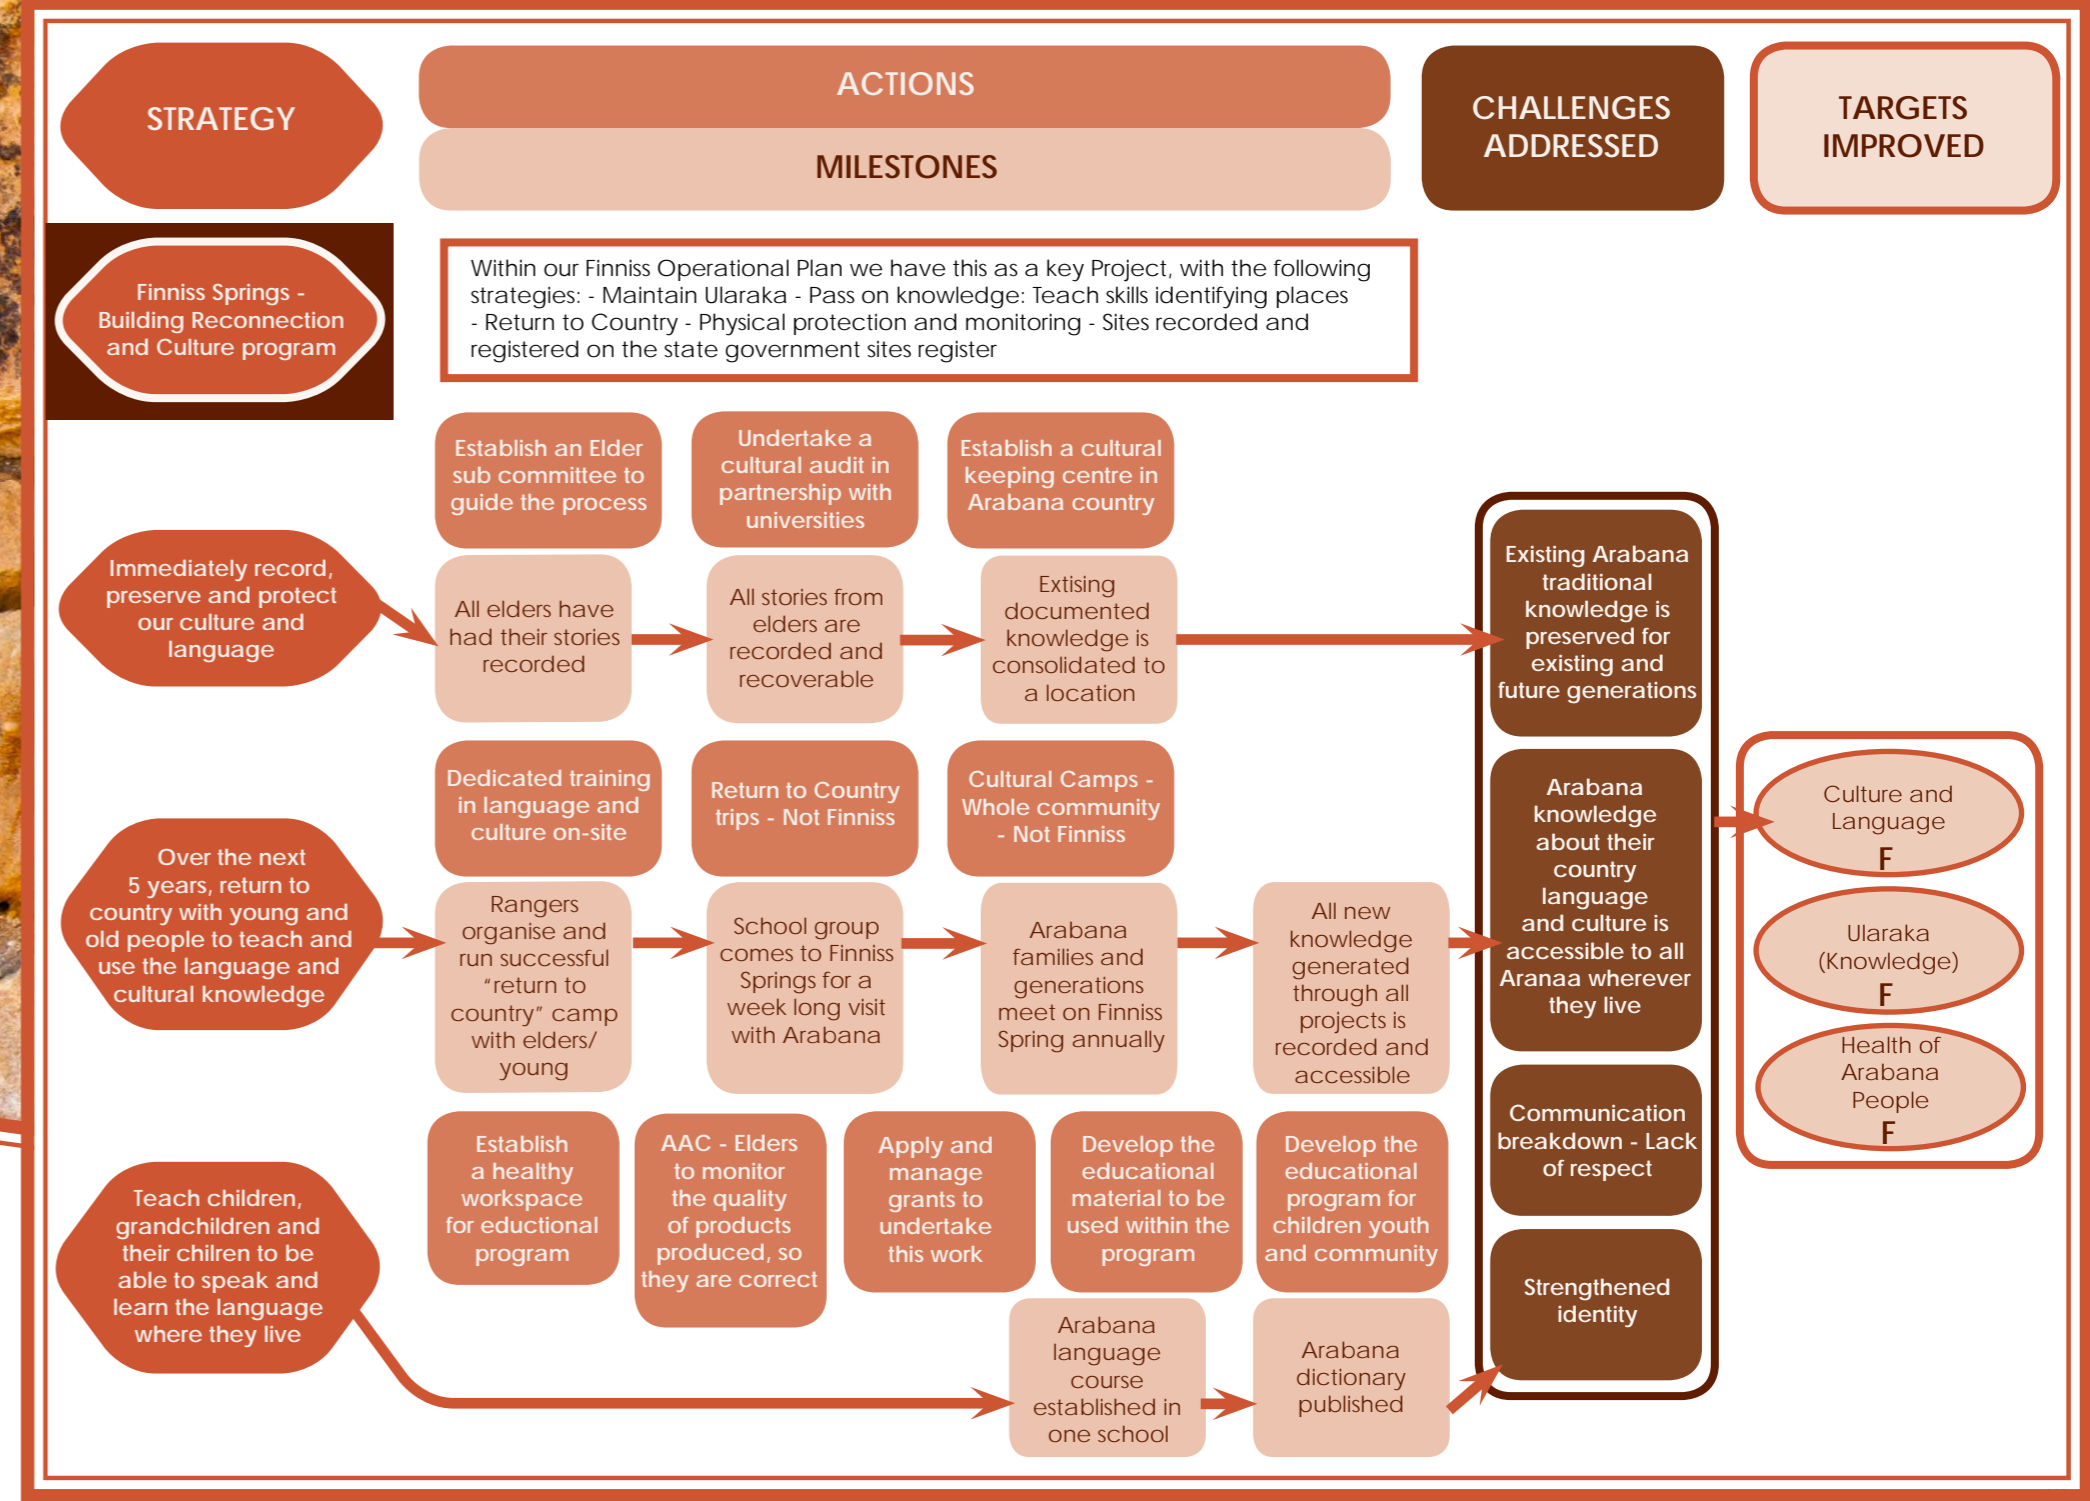 STRATEGY
ACTIONS
MILESTONES
CHALLENGES
ADDRESSED
TARGETS
IMPROVED
Finniss Springs -
Building Reconnection
and Culture program
Within our Finniss Operational Plan we have this as a key Project, with the following
strategies: - Maintain Ularaka - Pass on knowledge: Teach skills identifying places
- Return to Country - Physical protection and monitoring - Sites recorded and
registered on the state government sites register
Immediately record,
preserve and protect
our culture and
language
Establish an Elder
sub committee to
guide the process
Undertake a
cultural audit in
partnership with
universities
Establish a cultural
keeping centre in
Arabana country
All elders have
had their stories
recorded
All stories from
elders are
recorded and
recoverable
Extising
documented
knowledge is
consolidated to
a location
Over the next
5 years, return to
country with young and
old people to teach and
use the language and
cultural knowledge
Dedicated training
in language and
culture on-site
Return to Country
trips - Not Finniss
Cultural Camps -
Whole community
- Not Finniss
Rangers
organise and
run successful
“return to
country” camp
with elders/
young
School group
comes to Finniss
Springs for a
week long visit
with Arabana
Arabana
families and
generations
meet on Finniss
Spring annually
All new
knowledge
generated
through all
projects is
recorded and
accessible
Teach children,
grandchildren and
their chilren to be
able to speak and
learn the language
where they live
Establish
a healthy
workspace
for eductional
program
AAC - Elders
to monitor
the quality
of products
produced, so
they are correct
Apply and
manage
grants to
undertake
this work
Develop the
educational
material to be
used within the
program
Develop the
educational
program for
children youth
and community
Arabana
language
course
established in
one school
Arabana
dictionary
published
Existing Arabana
traditional
knowledge is
preserved for
existing and
future generations
Arabana
knowledge
about their
country
language
and culture is
accessible to all
Aranaa wherever
they live
Communication
breakdown - Lack
of respect
Strengthened
identity
Culture and
Language
F
Ularaka
(Knowledge)
F
Health of
Arabana
People
F